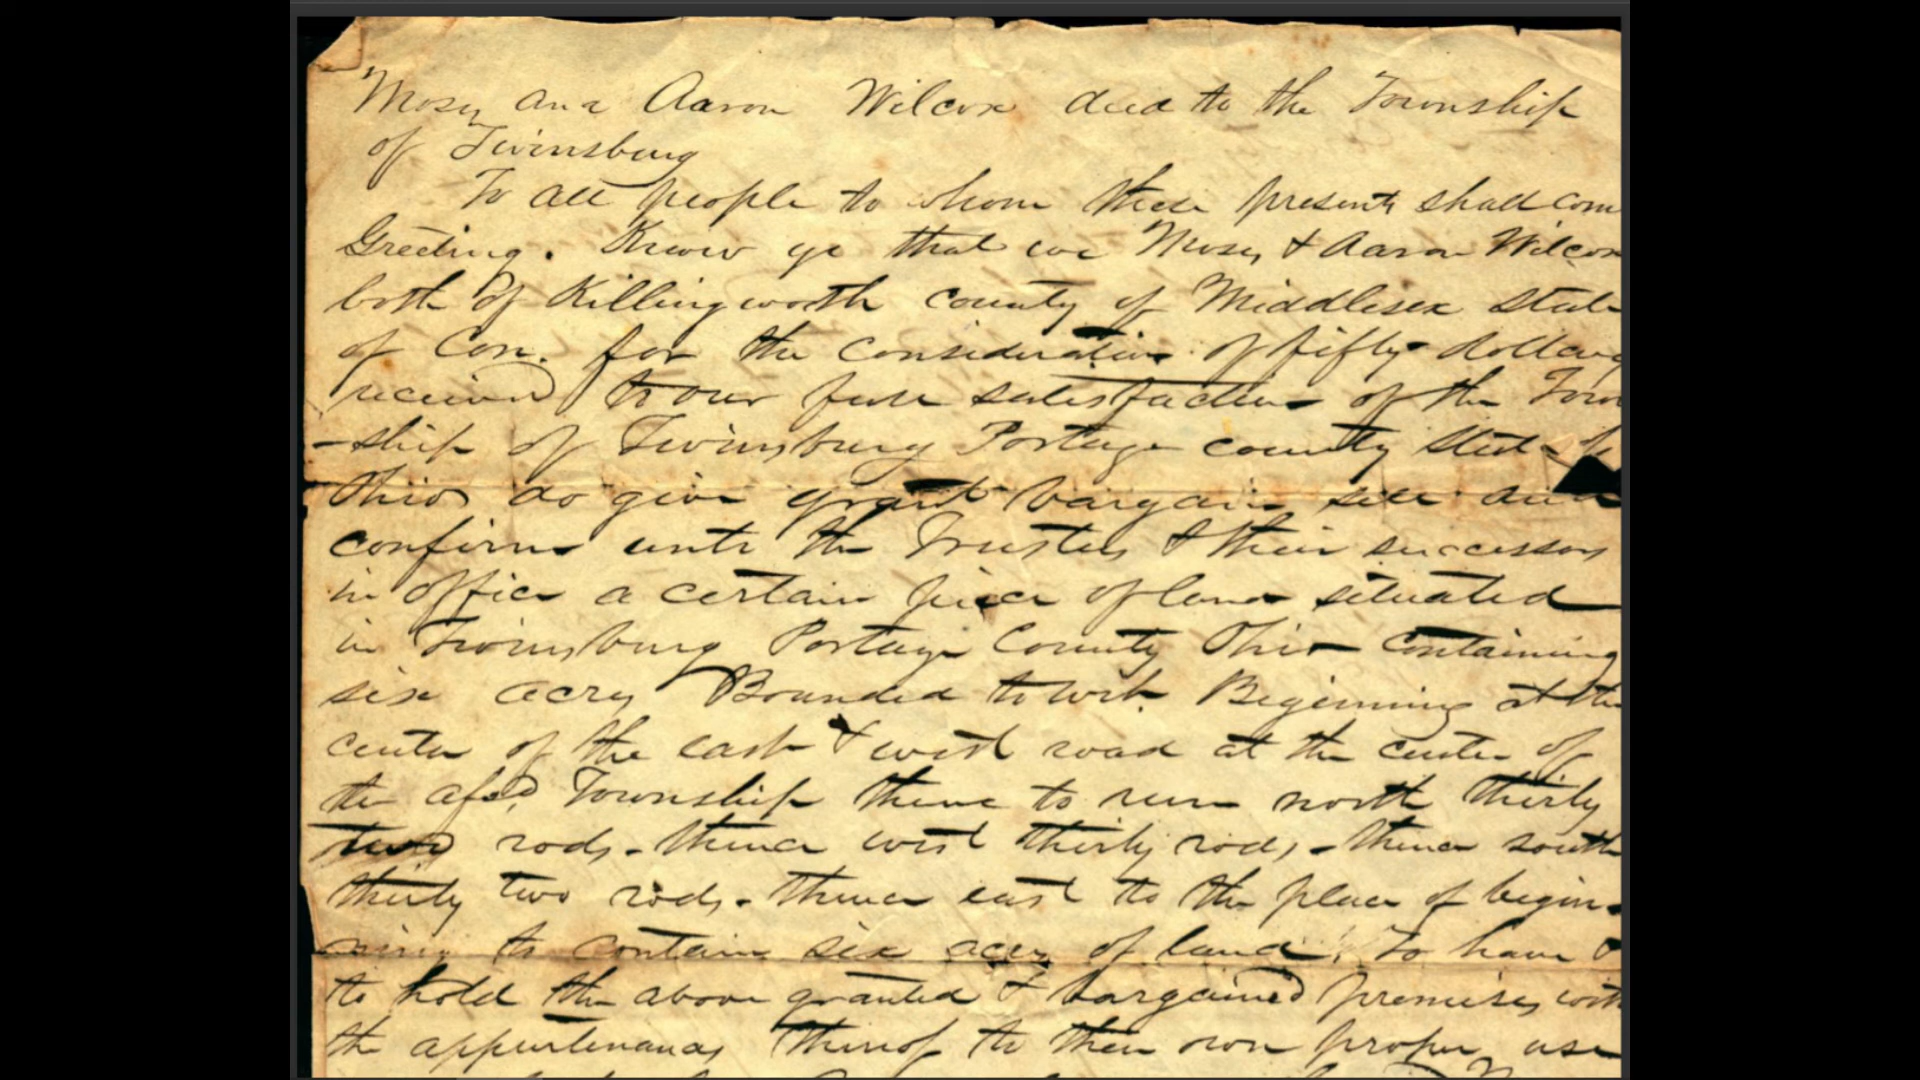 Moses and Aaron Wilcox deed to the Township
of Twinsburg
To all people to whom these presents shall com
Greeting. Know ye that we Moses & Aaron Wilcox
both of Killingworth county of Middlesex State
of Con. for the consideration of fifty dollars
received to our full satisfaction of the Town
-ship of Twinsburg Portage county State of
Ohio do give grant bargain sell and
confirm unto the Trustees & their successors
in office a certain piece of land situated
in Twinsburg Portage County Ohio containing
six acres Bounded to wit. Beginning at the
center of the east & west road at the center of
the afsd. Township thence to run north thirty
two rods - thence west thirty rods, - thence south
thirty two rods. - thence east to the place of begin-
ning to contain six acres of land. To have &
to hold the above granted & bargained premises with
the appurtenances thereof to their own proper use